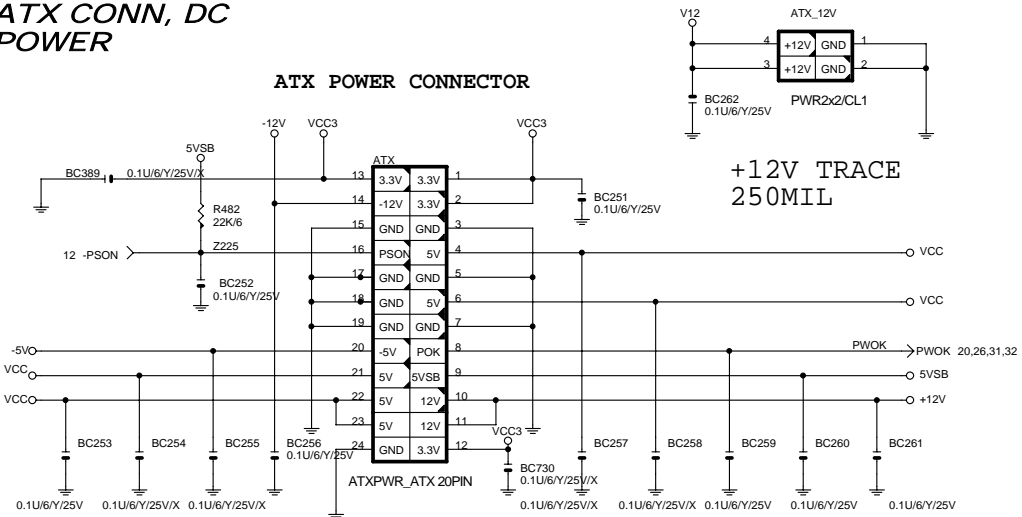 ATX CONN, DC
POWER
ATX POWER CONNECTOR
V12
ATX_12V
4 +12V GND 1
3 +12V GND 2
BC262
0.1U/6/Y/25V
PWR2x2/CL1
+12V TRACE
250MIL
-12V
VCC3
VCC3
5VSB
BC389
0.1U/6/Y/25V/X
R482
22K/6
12 -PSON
Z225
BC252
0.1U/6/Y/25V
ATX
13 3.3V 3.3V 1
14 -12V 3.3V 2
15 GND GND 3
16 PSON 5V 4
17 GND GND 5
18 GND 5V 6
19 GND GND 7
20 -5V POK 8
21 5V 5VSB 9
22 5V 12V 10
23 5V 12V 11
24 GND 3.3V 12
ATXPWR_ATX 20PIN
BC251
0.1U/6/Y/25V
VCC
VCC
PWOK
PWOK 20,26,31,32
5VSB
+12V
-5V
VCC
VCC
VCC3
BC730
0.1U/6/Y/25V/X
BC253
BC254
BC255
BC256
0.1U/6/Y/25V
BC257
BC258
BC259
BC260
BC261
0.1U/6/Y/25V
0.1U/6/Y/25V/X
0.1U/6/Y/25V/X
0.1U/6/Y/25V/X
0.1U/6/Y/25V/X
0.1U/6/Y/25V
0.1U/6/Y/25V
0.1U/6/Y/25V